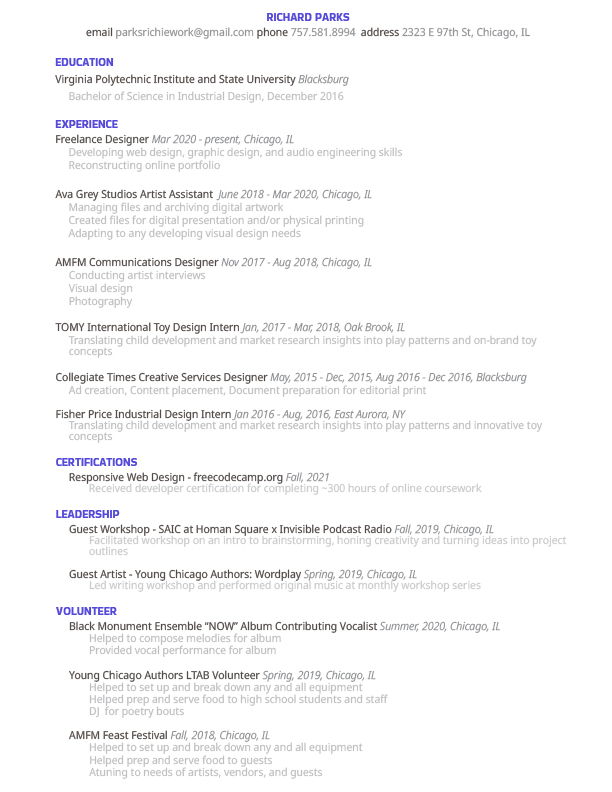 RICHARD PARKS
email parksrichiework@gmail.com phone 757.581.8994 address 2323 E 97th St, Chicago, IL
EDUCATION
Virginia Polytechnic Institute and State University Blacksburg
Bachelor of Science in Industrial Design, December 2016
EXPERIENCE
Freelance Designer Mar 2020 - present, Chicago, IL
Developing web design, graphic design, and audio engineering skills
Reconstructing online portfolio
Ava Grey Studios Artist Assistant June 2018 - Mar 2020, Chicago, IL
Managing files and archiving digital artwork
Created files for digital presentation and/or physical printing
Adapting to any developing visual design needs
AMFM Communications Designer Nov 2017 - Aug 2018, Chicago, IL
Conducting artist interviews
Visual design
Photography
TOMY International Toy Design Intern Jan, 2017 - Mar, 2018, Oak Brook, IL
Translating child development and market research insights into play patterns and on-brand toy
concepts
Collegiate Times Creative Services Designer May, 2015 - Dec, 2015, Aug 2016 - Dec 2016, Blacksburg
Ad creation, Content placement, Document preparation for editorial print
Fisher Price Industrial Design Intern Jan 2016 - Aug, 2016, East Aurora, NY
Translating child development and market research insights into play patterns and innovative toy
concepts
CERTIFICATIONS
Responsive Web Design - freecodecamp.org Fall, 2021
Received developer certification for completing ~300 hours of online coursework
LEADERSHIP
Guest Workshop - SAIC at Homan Square x Invisible Podcast Radio Fall, 2019, Chicago, IL
Facilitated workshop on an intro to brainstorming, honing creativity and turning ideas into project
outlines
Guest Artist - Young Chicago Authors: Wordplay Spring, 2019, Chicago, IL
Led writing workshop and performed original music at monthly workshop series
VOLUNTEER
Black Monument Ensemble “NOW” Album Contributing Vocalist Summer, 2020, Chicago, IL
Helped to compose melodies for album
Provided vocal performance for album
Young Chicago Authors LTAB Volunteer Spring, 2019, Chicago, IL
Helped to set up and break down any and all equipment
Helped prep and serve food to high school students and staff
DJ for poetry bouts
AMFM Feast Festival Fall, 2018, Chicago, IL
Helped to set up and break down any and all equipment
Helped prep and serve food to guests
Atuning to needs of artists, vendors, and guests